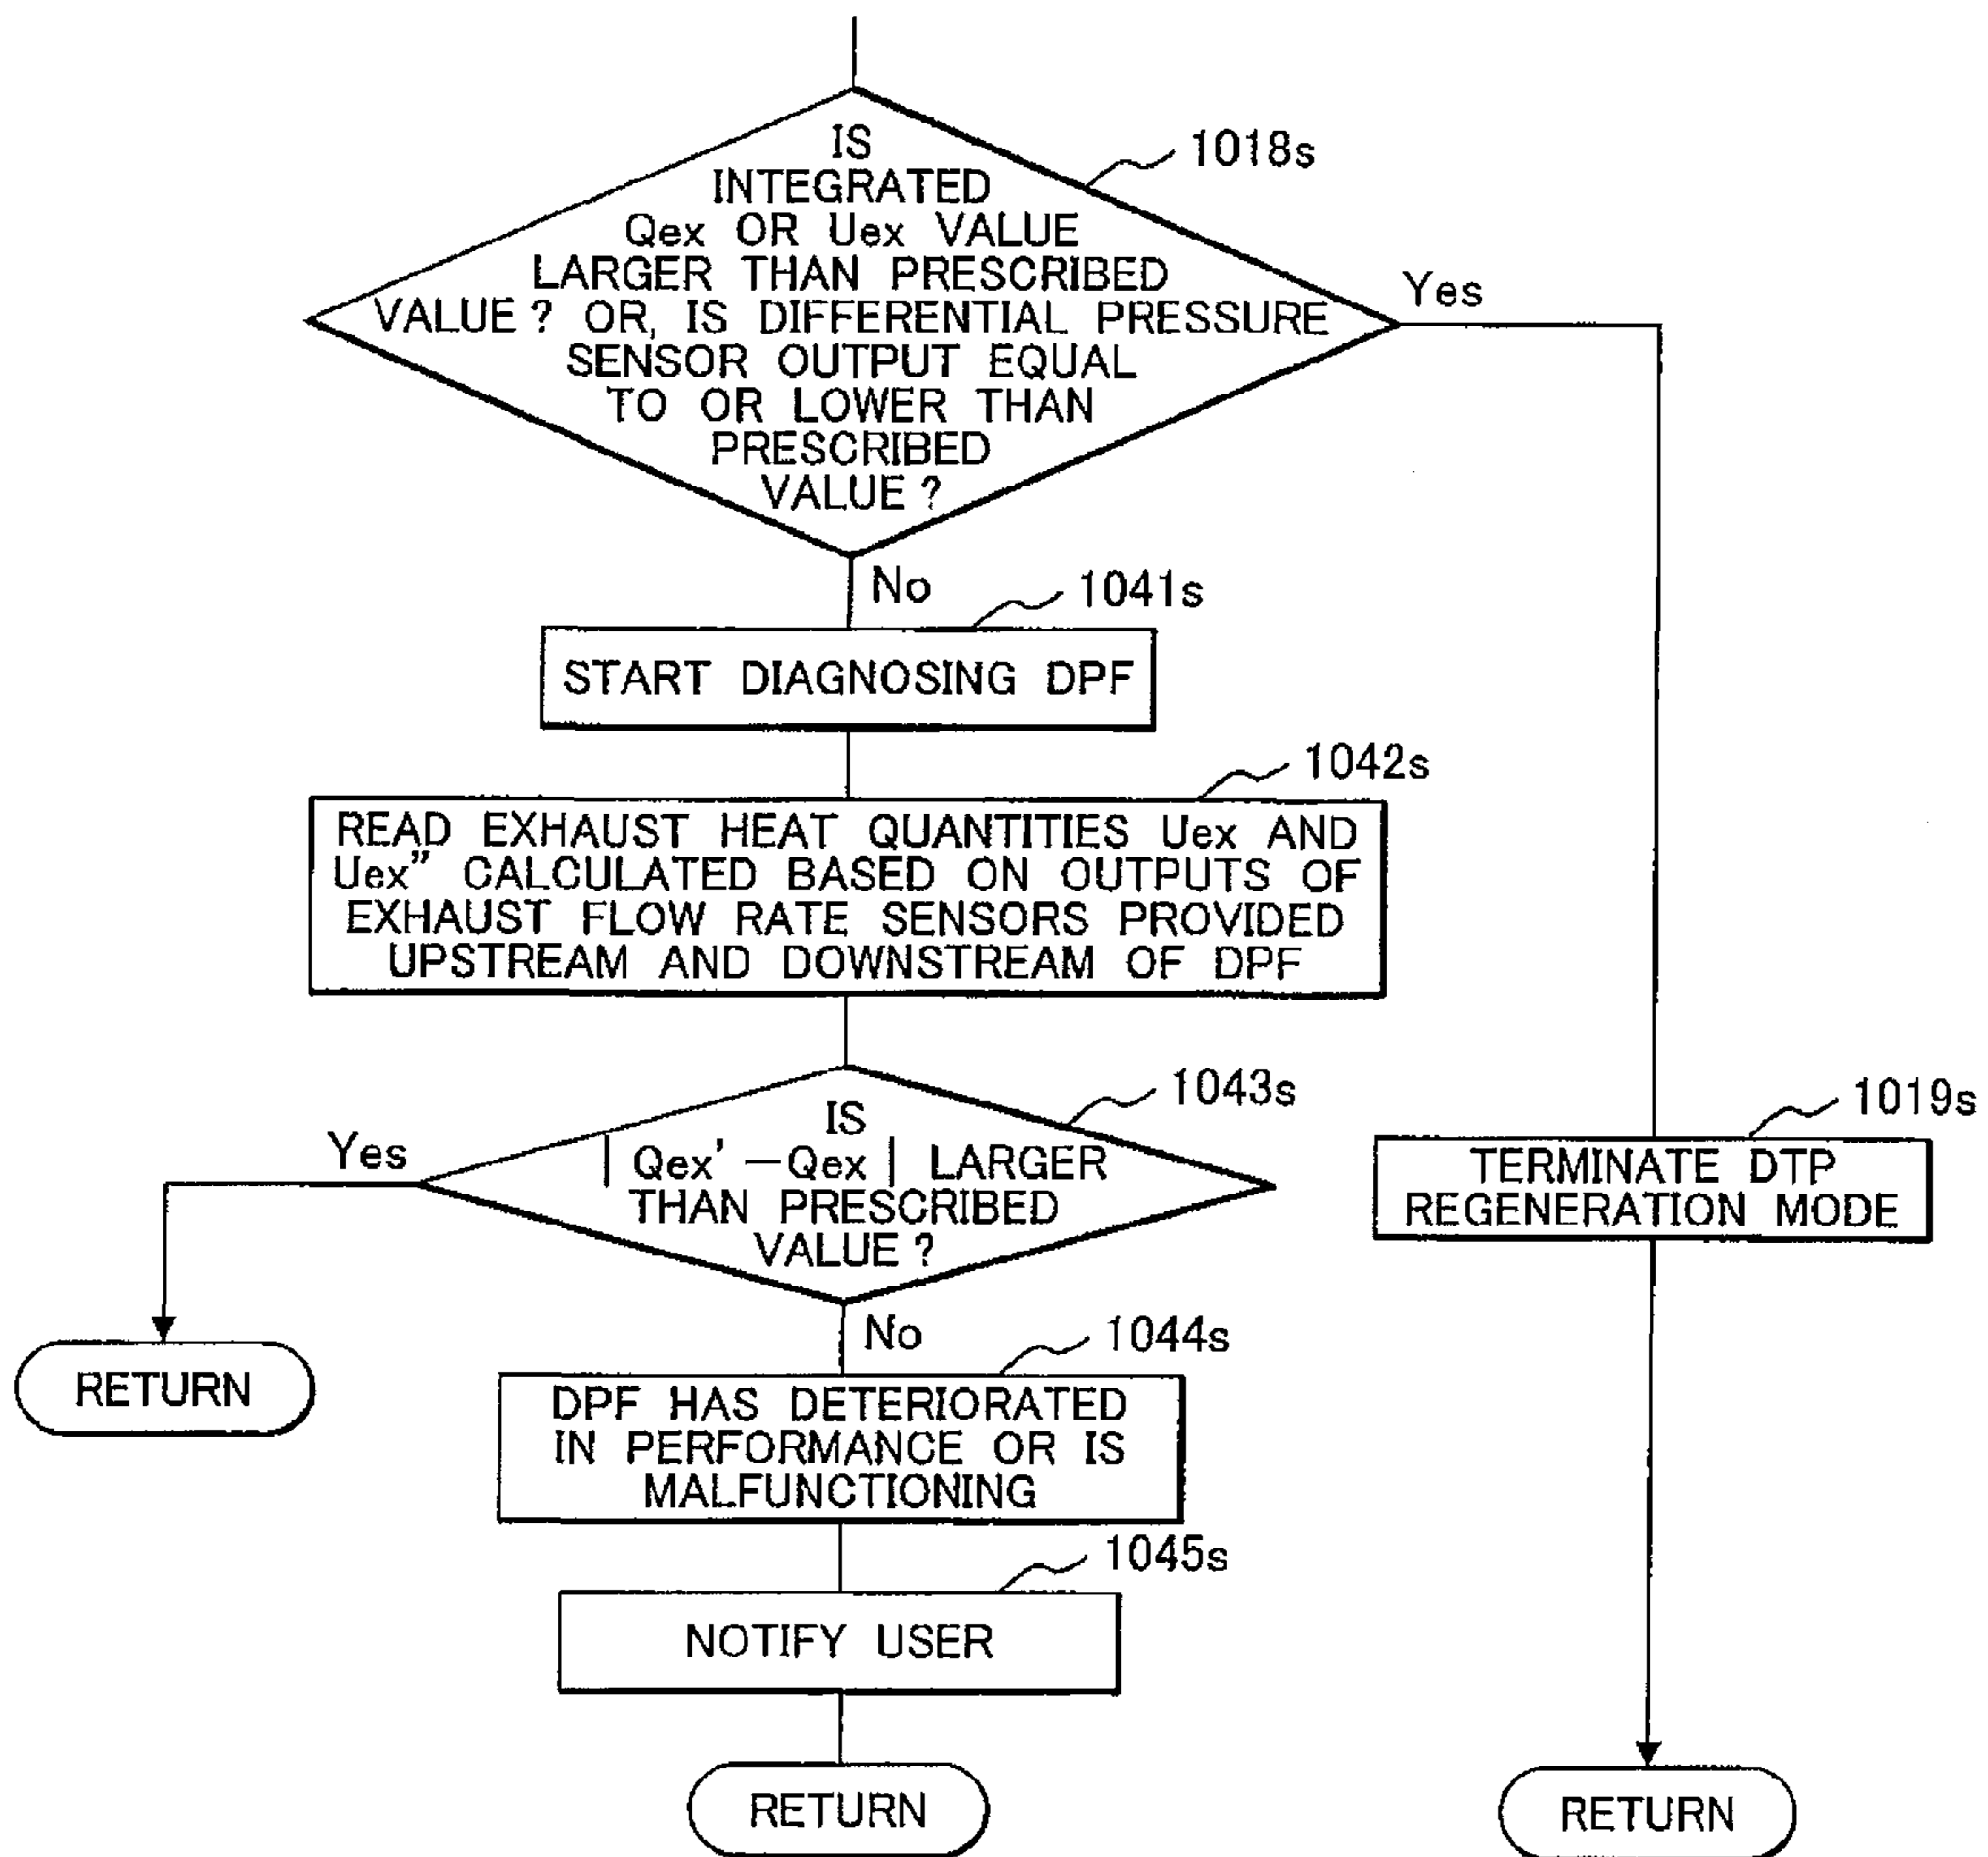 IS
INTEGRATED
Qex OR Uex VALUE
LARGER THAN PRESCRIBED
VALUE? OR, IS DIFFERENTIAL PRESSURE
SENSOR OUTPUT EQUAL
TO OR LOWER THAN
PRESCRIBED
VALUE?
1018s
Yes
No
1041s
START DIAGNOSING DPF
1042s
READ EXHAUST HEAT QUANTITIES Uex AND
Uex" CALCULATED BASED ON OUTPUTS OF
EXHAUST FLOW RATE SENSORS PROVIDED
UPSTREAM AND DOWNSTREAM OF DPF
1043s
IS
| Qex' −Qex | LARGER
THAN PRESCRIBED
VALUE?
Yes
RETURN
No
1044s
DPF HAS DETERIORATED
IN PERFORMANCE OR IS
MALFUNCTIONING
1045s
NOTIFY USER
RETURN
1019s
TERMINATE DTP
REGENERATION MODE
RETURN